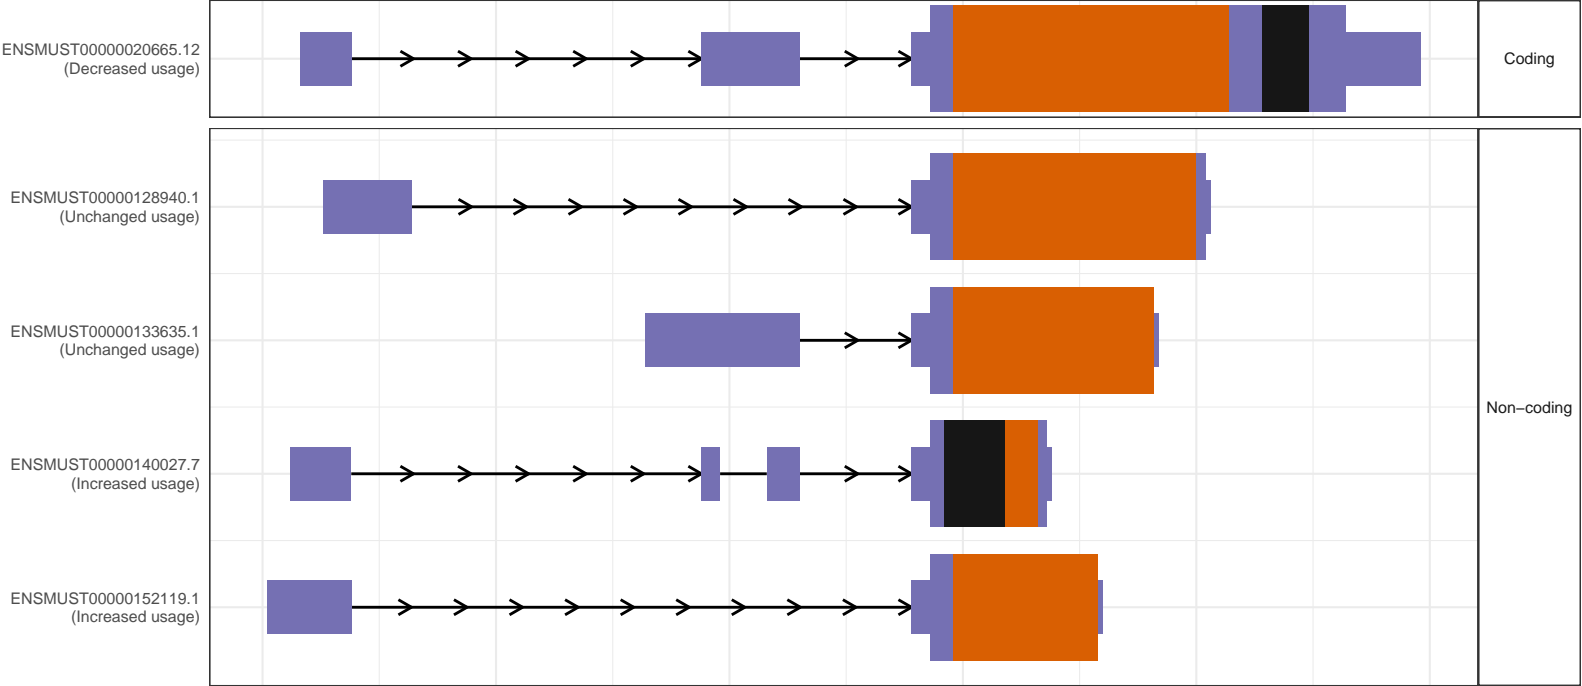 ENSMUST00000020665.12
(Decreased usage)
Coding
ENSMUST00000128940.1
(Unchanged usage)
ENSMUST00000133635.1
(Unchanged usage)
Non−coding
ENSMUST00000140027.7
(Increased usage)
ENSMUST00000152119.1
(Increased usage)